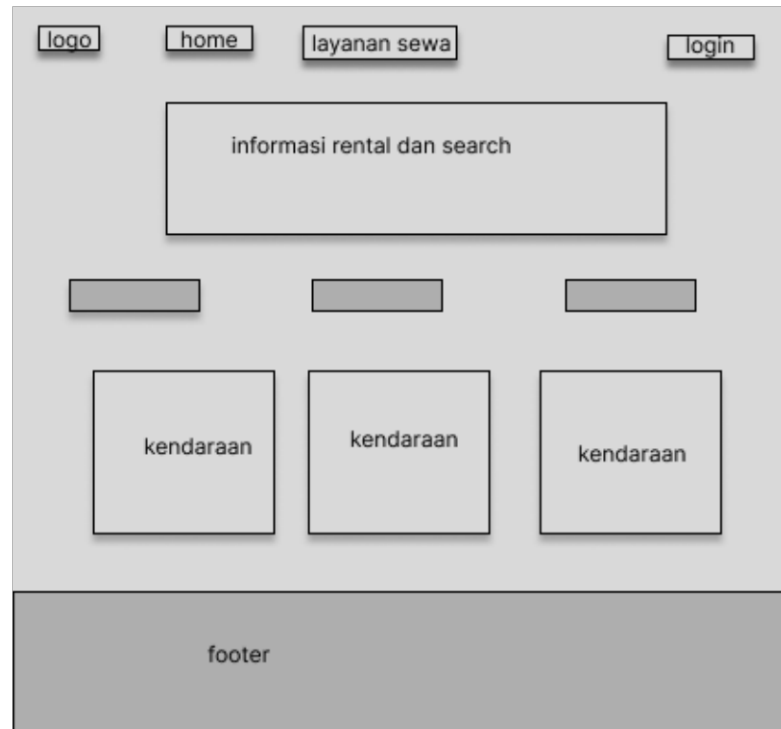 logo
home
layanan sewa
login
informasi rental dan search
kendaraan
kendaraan
kendaraan
footer